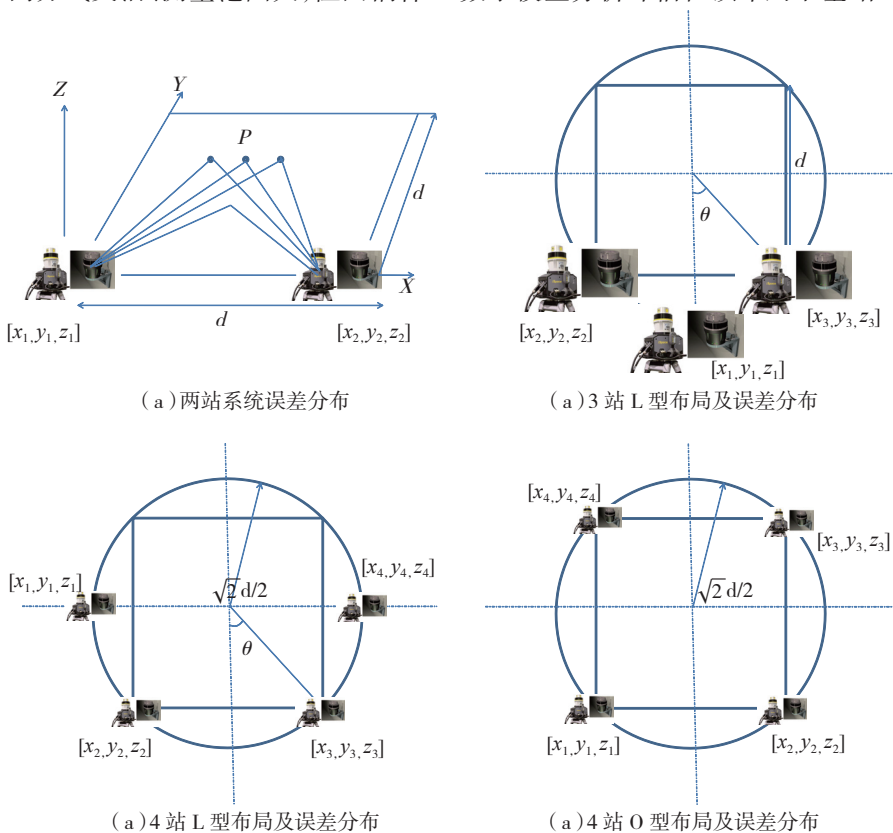 Z
Y
P
d
X
d
[x₁,y₁,z₁]
[x₂,y₂,z₂]
(a)两站系统误差分布
d
θ
[x₂,y₂,z₂]
[x₃,y₃,z₃]
[x₁,y₁,z₁]
(a)3 站 L 型布局及误差分布
[x₁,y₁,z₁]
[x₄,y₄,z₄]
√2d/2
θ
[x₂,y₂,z₂]
[x₃,y₃,z₃]
(a)4 站 L 型布局及误差分布
[x₄,y₄,z₄]
[x₃,y₃,z₃]
√2d/2
[x₁,y₁,z₁]
[x₂,y₂,z₂]
(a)4 站 O 型布局及误差分布